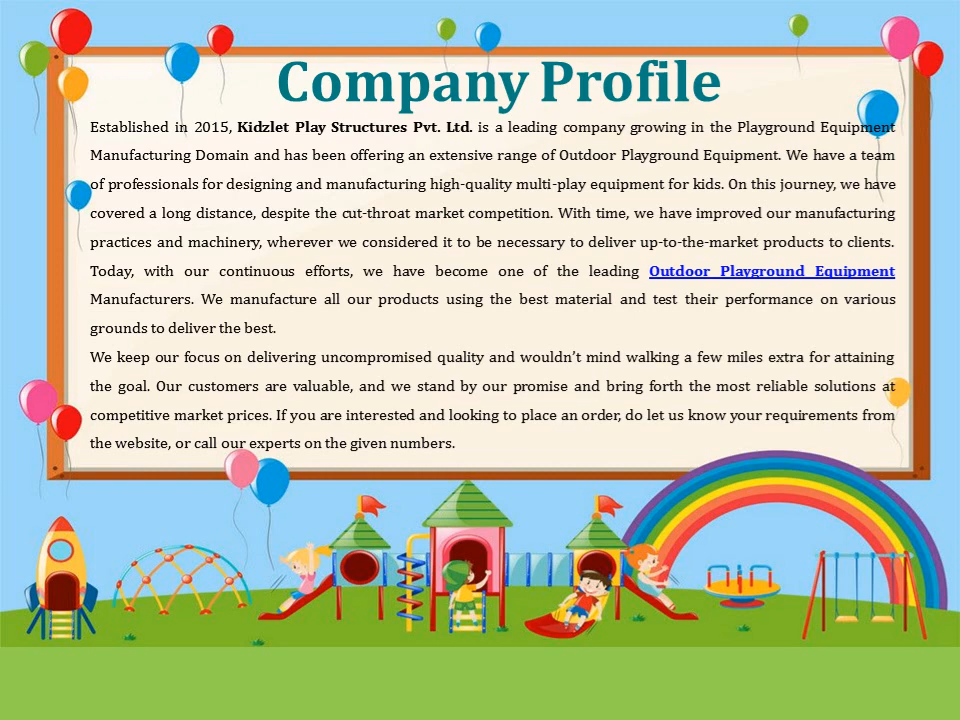 Company Profile
Established in 2015, Kidzlet Play Structures Pvt. Ltd. is a leading company growing in the Playground Equipment
Manufacturing Domain and has been offering an extensive range of Outdoor Playground Equipment. We have a team
of professionals for designing and manufacturing high-quality multi-play equipment for kids. On this journey, we have
covered a long distance, despite the cut-throat market competition. With time, we have improved our manufacturing
practices and machinery, wherever we considered it to be necessary to deliver up-to-the-market products to clients.
Today, with our continuous efforts, we have become one of the leading Outdoor Playground Equipment
Manufacturers. We manufacture all our products using the best material and test their performance on various
grounds to deliver the best.
We keep our focus on delivering uncompromised quality and wouldn’t mind walking a few miles extra for attaining
the goal. Our customers are valuable, and we stand by our promise and bring forth the most reliable solutions at
competitive market prices. If you are interested and looking to place an order, do let us know your requirements from
the website, or call our experts on the given numbers.